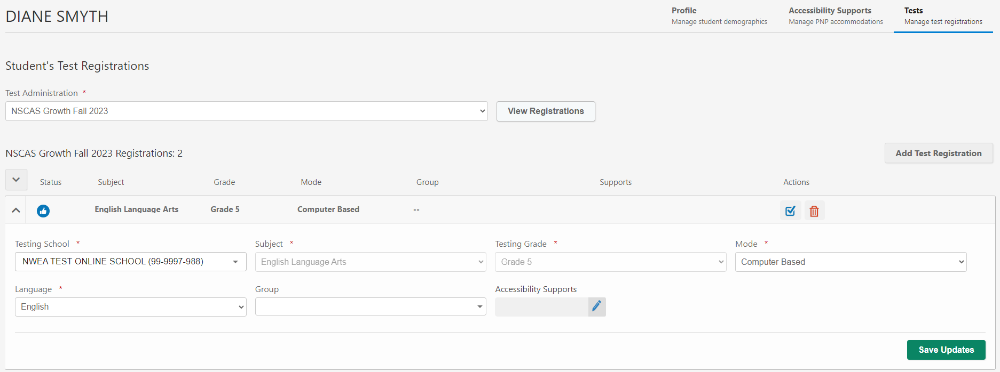 DIANE SMYTH
Profile
Manage student demographics
Accessibility Supports
Manage PNP accommodations
Tests
Manage test registrations
Student's Test Registrations
Test Administration *
NSCAS Growth Fall 2023
View Registrations
NSCAS Growth Fall 2023 Registrations: 2
Add Test Registration
Status Subject Grade Mode Group Supports Actions
English Language Arts Grade 5 Computer Based --
Testing School * Subject * Testing Grade * Mode *
NWEA TEST ONLINE SCHOOL (99-9997-988) English Language Arts Grade 5 Computer Based
Language * Group Accessibility Supports
English
Save Updates